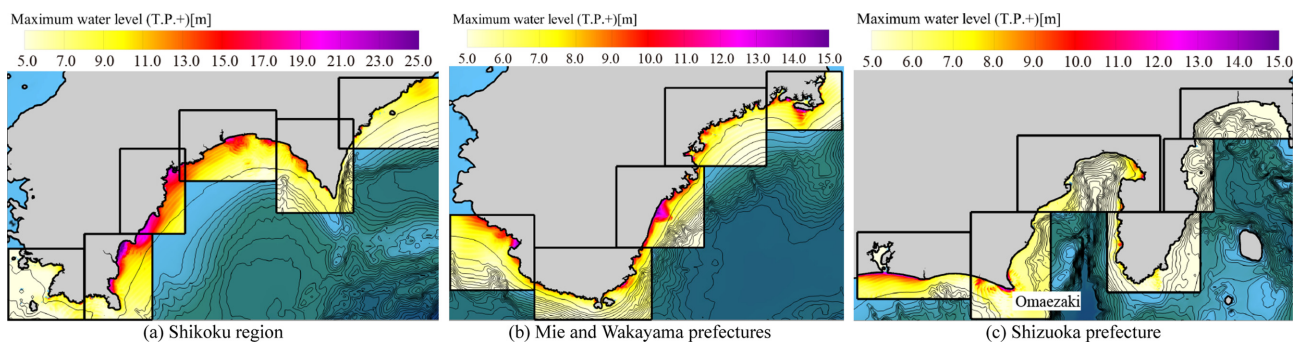 Maximum water level (T.P.+)[m]
5.0 7.0 9.0 11.0 13.0 15.0 17.0 19.0 21.0 23.0 25.0
(a) Shikoku region
Maximum water level (T.P.+)[m]
5.0 6.0 7.0 8.0 9.0 10.0 11.0 12.0 13.0 14.0 15.0
(b) Mie and Wakayama prefectures
Maximum water level (T.P.+)[m]
5.0 6.0 7.0 8.0 9.0 10.0 11.0 12.0 13.0 14.0 15.0
Omaezaki
(c) Shizuoka prefecture